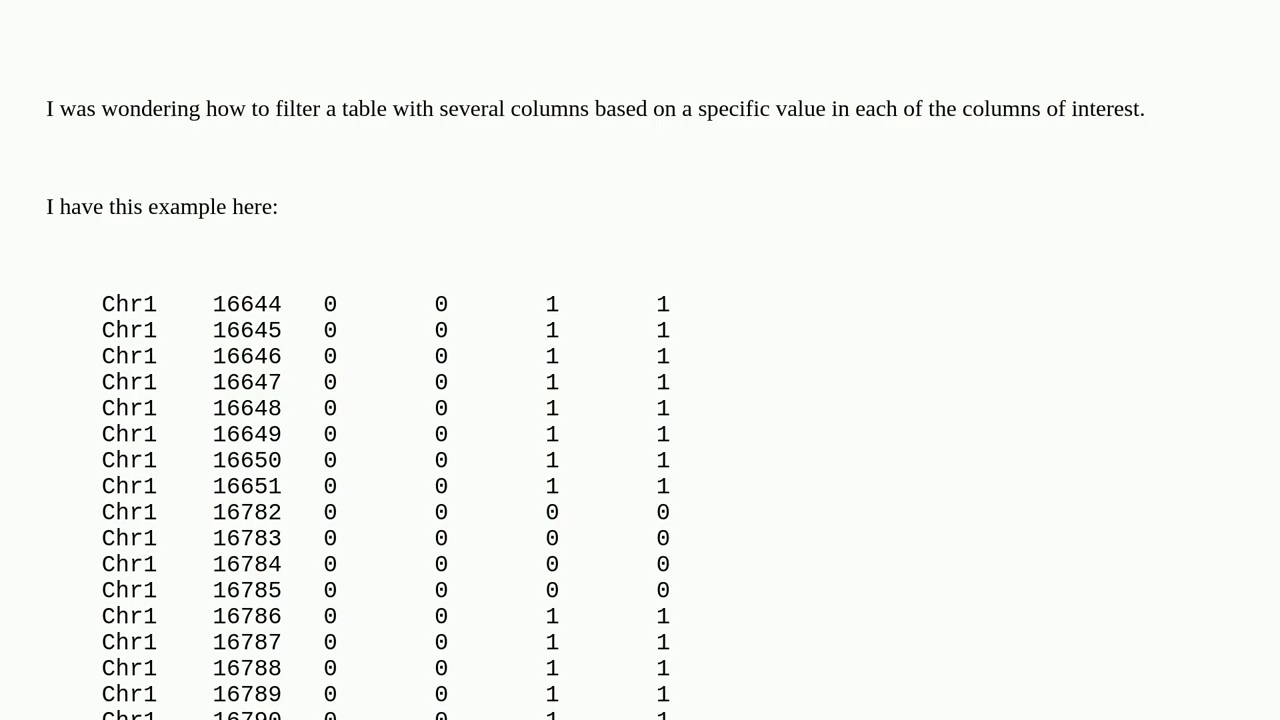 I was wondering how to filter a table with several columns based on a specific value in each of the columns of interest.
I have this example here:
Chr1    16644   0       0       1       1
Chr1    16645   0       0       1       1
Chr1    16646   0       0       1       1
Chr1    16647   0       0       1       1
Chr1    16648   0       0       1       1
Chr1    16649   0       0       1       1
Chr1    16650   0       0       1       1
Chr1    16651   0       0       1       1
Chr1    16782   0       0       0       0
Chr1    16783   0       0       0       0
Chr1    16784   0       0       0       0
Chr1    16785   0       0       0       0
Chr1    16786   0       0       1       1
Chr1    16787   0       0       1       1
Chr1    16788   0       0       1       1
Chr1    16789   0       0       1       1
Chr1    16790   0       0       1       1